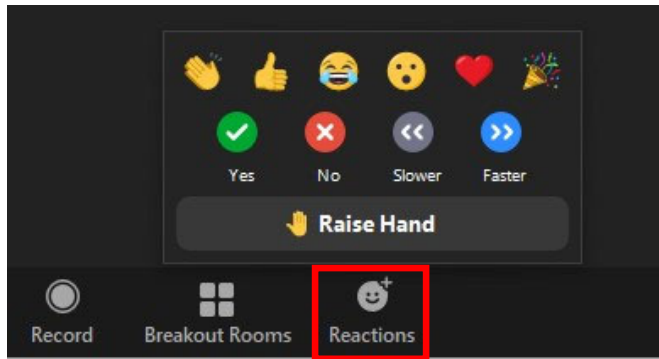 Yes No Slower Faster
Raise Hand
Record Breakout Rooms Reactions